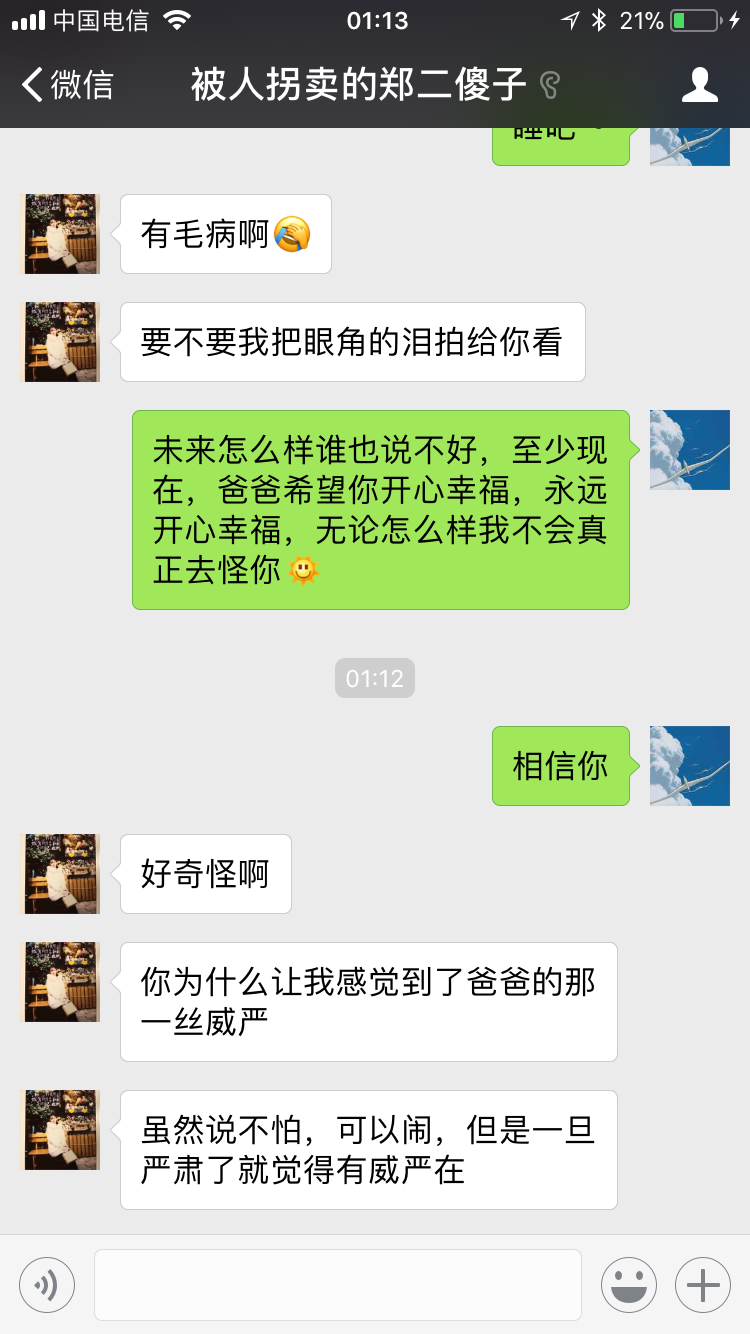 中国电信 01:13 21%
微信 被人拐卖的郑二傻子
睡吧
有毛病啊
要不要我把眼角的泪拍给你看
未来怎么样谁也说不好，至少现
在，爸爸希望你开心幸福，永远
开心幸福，无论怎么样我不会真
正去怪你
01:12
相信你
好奇怪啊
你为什么让我感觉到了爸爸的那
一丝威严
虽然说不怕，可以闹，但是一旦
严肃了就觉得有威严在